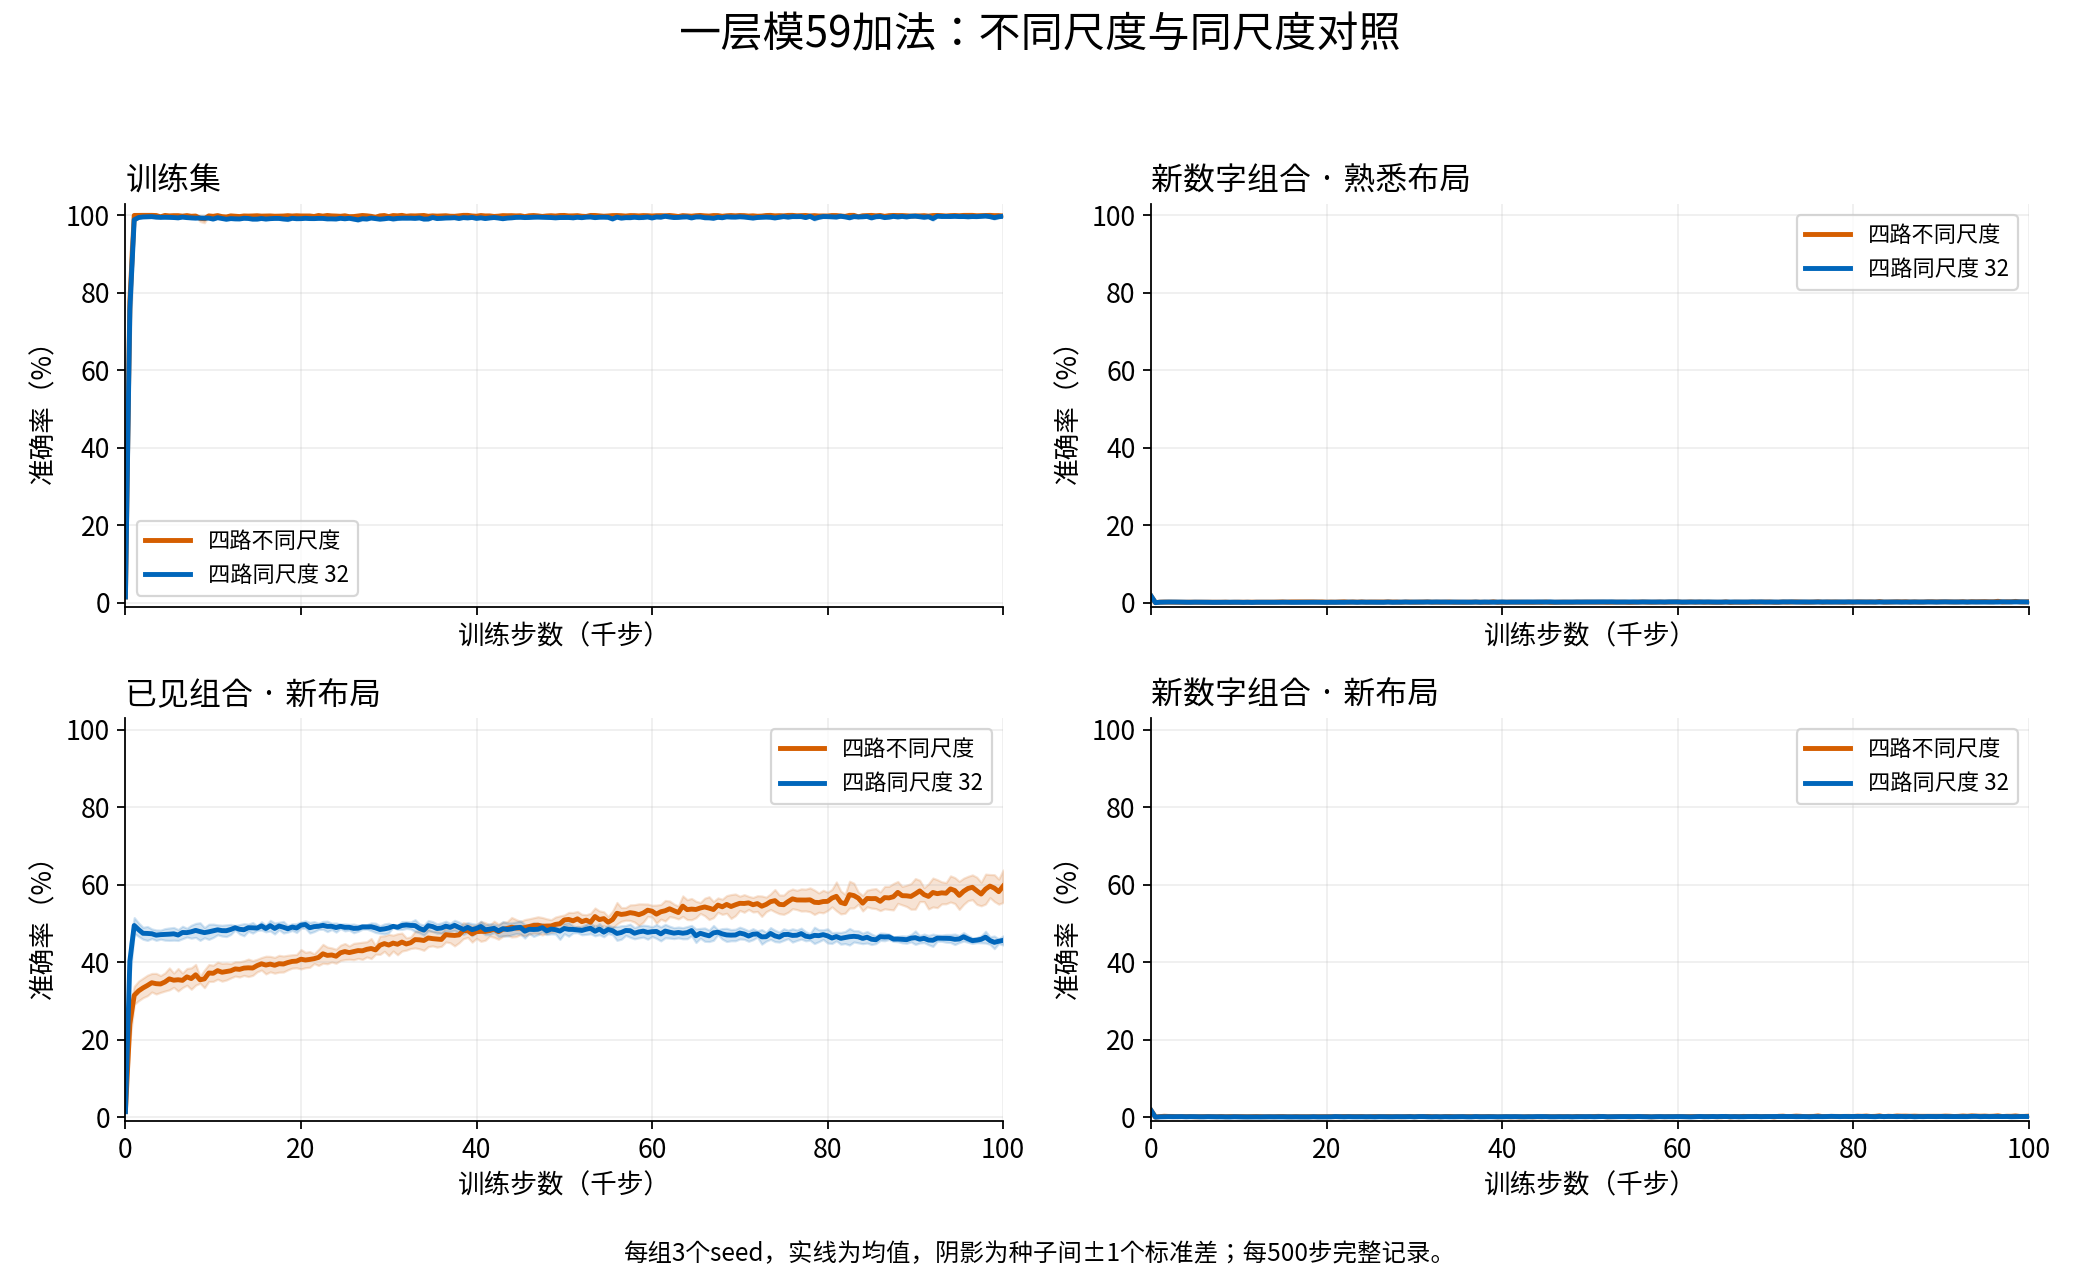 一层模59加法：不同尺度与同尺度对照
训练集
100
80
60
40
20
0
准确率（%）
训练步数（千步）
四路不同尺度
四路同尺度 32
新数字组合·熟悉布局
100
80
60
40
20
0
准确率（%）
训练步数（千步）
四路不同尺度
四路同尺度 32
已见组合·新布局
100
80
60
40
20
0
准确率（%）
0 20 40 60 80 100
训练步数（千步）
四路不同尺度
四路同尺度 32
新数字组合·新布局
100
80
60
40
20
0
准确率（%）
0 20 40 60 80 100
训练步数（千步）
四路不同尺度
四路同尺度 32
每组3个seed，实线为均值，阴影为种子间±1个标准差；每500步完整记录。